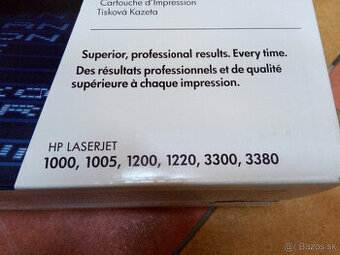 Cartouche d'Impression
Tisková Kazeta
Superior, professional results. Every time.
Des résultats professionnels et de qualité
supérieure à chaque impression.
HP LASERJET
1000, 1005, 1200, 1220, 3300, 3380
Bazos.sk